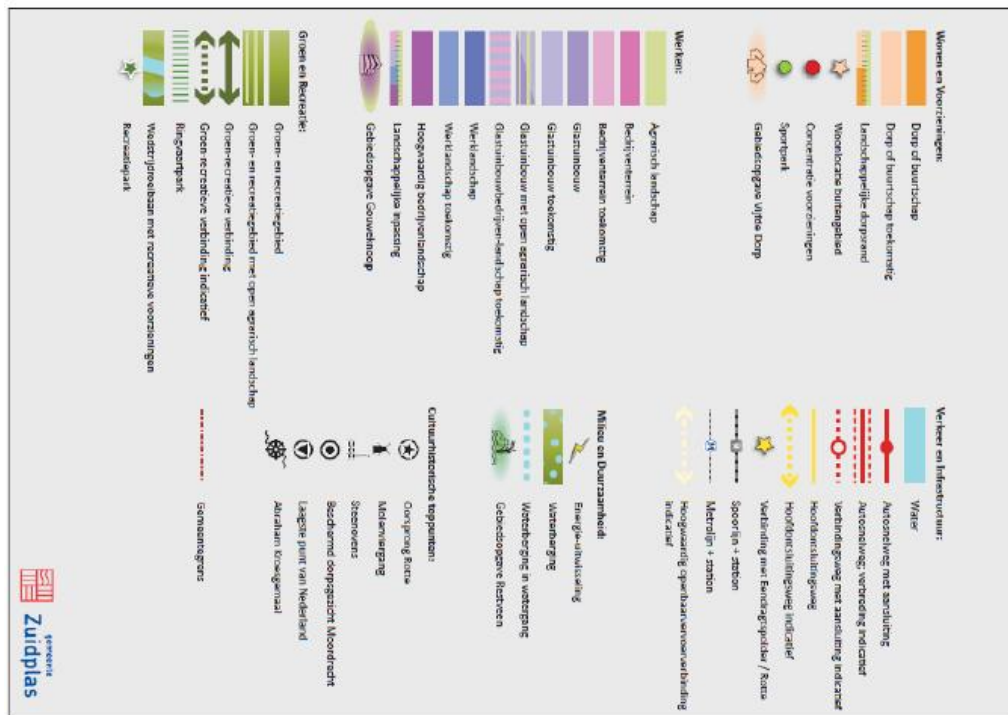 Wonen en Voorzieningen:
Dorp of buurtschap
Dorp of buurtschap toekomstig
Landschappelijke dorpsrand
Woonlocatie buitengebied
Concentratie voorzieningen
Sportpark
Gebiedsopgave Vijfde Dorp
Werken:
Agrarisch landschap
Bedrijventerrein
Bedrijventerrein toekomstig
Glastuinbouw
Glastuinbouw toekomstig
Glastuinbouw met open agrarisch landschap
Glastuinbouwbedrijven-landschap toekomstig
Werklandschap
Werklandschap toekomstig
Hoogwaardig bedrijvenlandschap
Landschappelijke inpassing
Gebiedsopgave Gouweknoop
Groen en Recreatie:
Groen- en recreatiegebied
Groen- en recreatiegebied met open agrarisch landschap
Groen-recreatieve verbinding
Groen-recreatieve verbinding indicatief
Ringvaartpark
Wedstrijdroeibaan met recreatieve voorzieningen
Recreatiepark
Verkeer en Infrastructuur:
Water
Autosnelweg met aansluiting
Autosnelweg; verbreding indicatief
Verbindingsweg met aansluiting indicatief
Hoofdontsluitingsweg
Hoofdontsluitingsweg indicatief
Verbinding met Eendragtspolder / Rotte
Spoorlijn + station
M
Metrolijn + station
Hoogwaardig openbaarvervoerverbinding
indicatief
Milieu en Duurzaamheid:
Energie-uitwisseling
Waterberging
Waterberging in watergang
Gebiedsopgave Restveen
Cultuurhistorische toppunten:
Oorsprong Rotte
Molenviergang
Steenovens
Beschermd dorpsgezicht Moordrecht
Laagste punt van Nederland
Abraham Kroesgemaal
Gemeentegrens
gemeente
Zuidplas